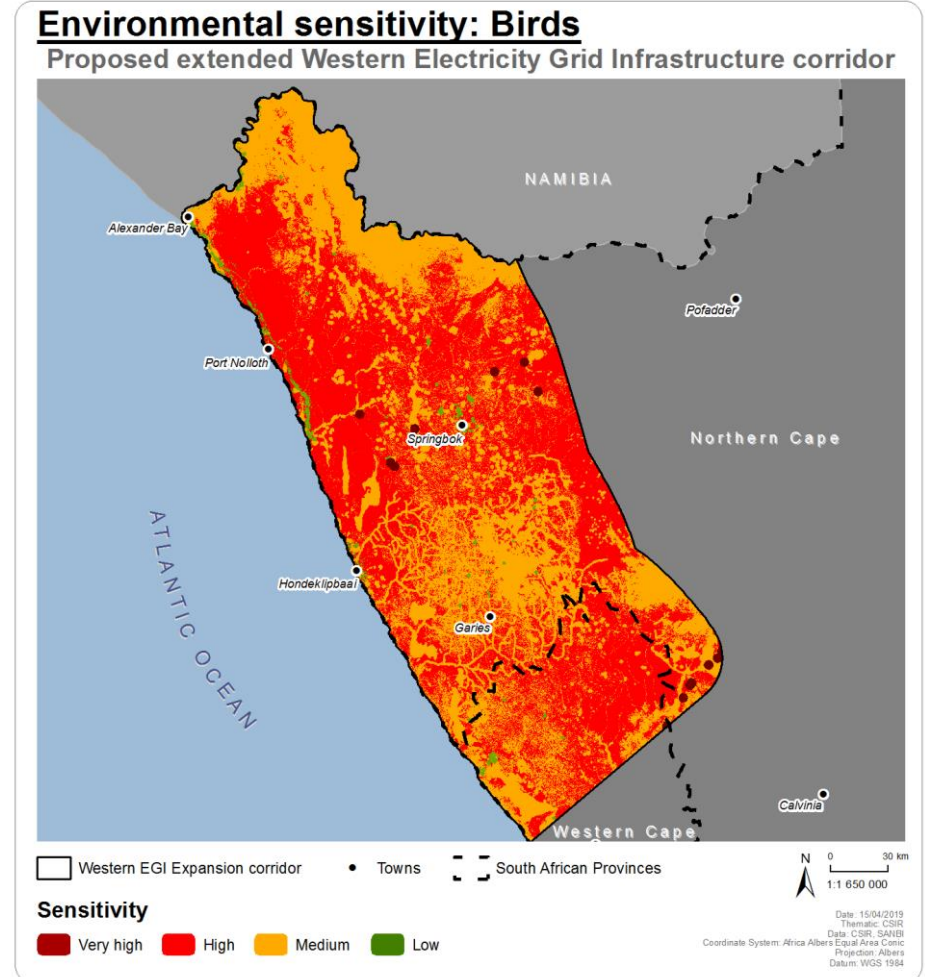 Environmental sensitivity: Birds
Proposed extended Western Electricity Grid Infrastructure corridor
NAMIBIA
Alexander Bay
Pofadder
Port Nolloth
Springbok
Northern Cape
ATLANTIC OCEAN
Hondeklipbaai
Garies
Calvinia
Western Cape
Western EGI Expansion corridor
Towns
South African Provinces
N
0 30 km
1:1 650 000
Sensitivity
Very high
High
Medium
Low
Date: 15/04/2019
Thematic: CSIR
Data: CSIR, SANBI
Coordinate System: Africa Albers Equal Area Conic
Projection: Albers
Datum: WGS 1984